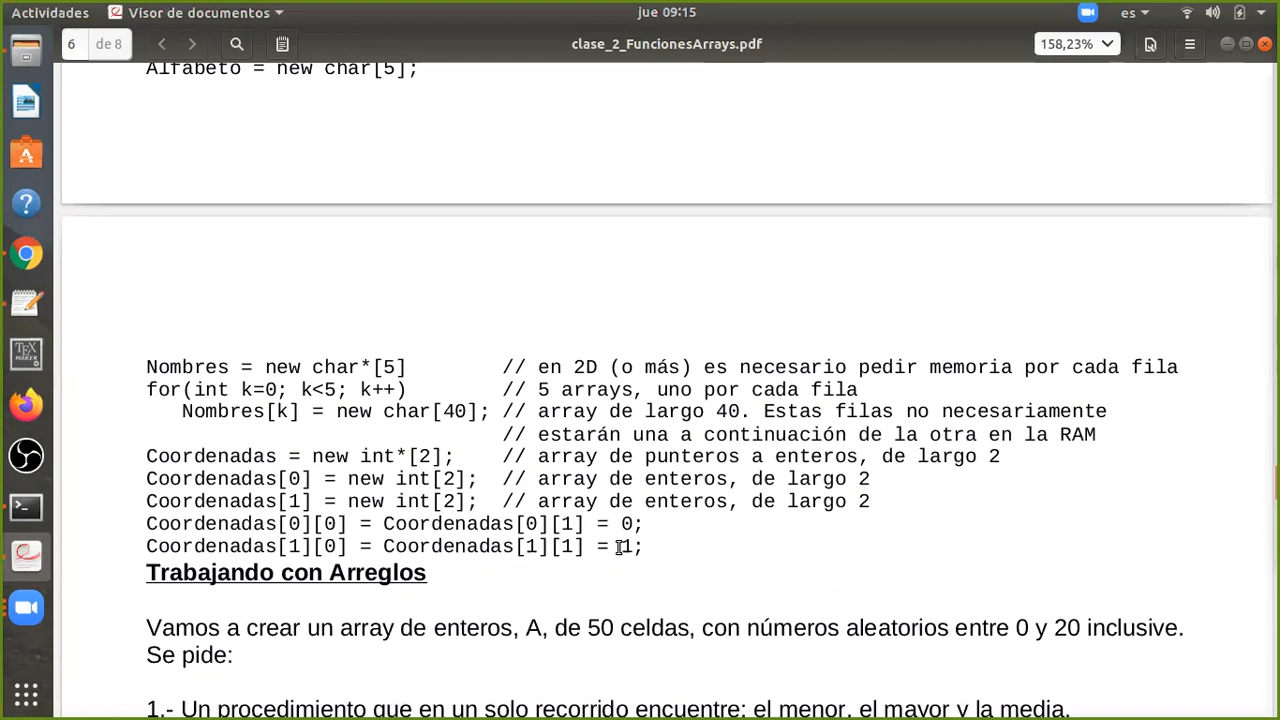 Actividades Visor de documentos jue 09:15 es
6 de 8 clase_2_FuncionesArrays.pdf 158,23%
Alfabeto = new char[5];
Nombres = new char*[5] // en 2D (o más) es necesario pedir memoria por cada fila
for(int k=0; k<5; k++) // 5 arrays, uno por cada fila
Nombres[k] = new char[40]; // array de largo 40. Estas filas no necesariamente
// estarán una a continuación de la otra en la RAM
Coordenadas = new int*[2]; // array de punteros a enteros, de largo 2
Coordenadas[0] = new int[2]; // array de enteros, de largo 2
Coordenadas[1] = new int[2]; // array de enteros, de largo 2
Coordenadas[0][0] = Coordenadas[0][1] = 0;
Coordenadas[1][0] = Coordenadas[1][1] = 1;
Trabajando con Arreglos
Vamos a crear un array de enteros, A, de 50 celdas, con números aleatorios entre 0 y 20 inclusive.
Se pide:
1.- Un procedimiento que en un solo recorrido encuentre: el menor, el mayor y la media.